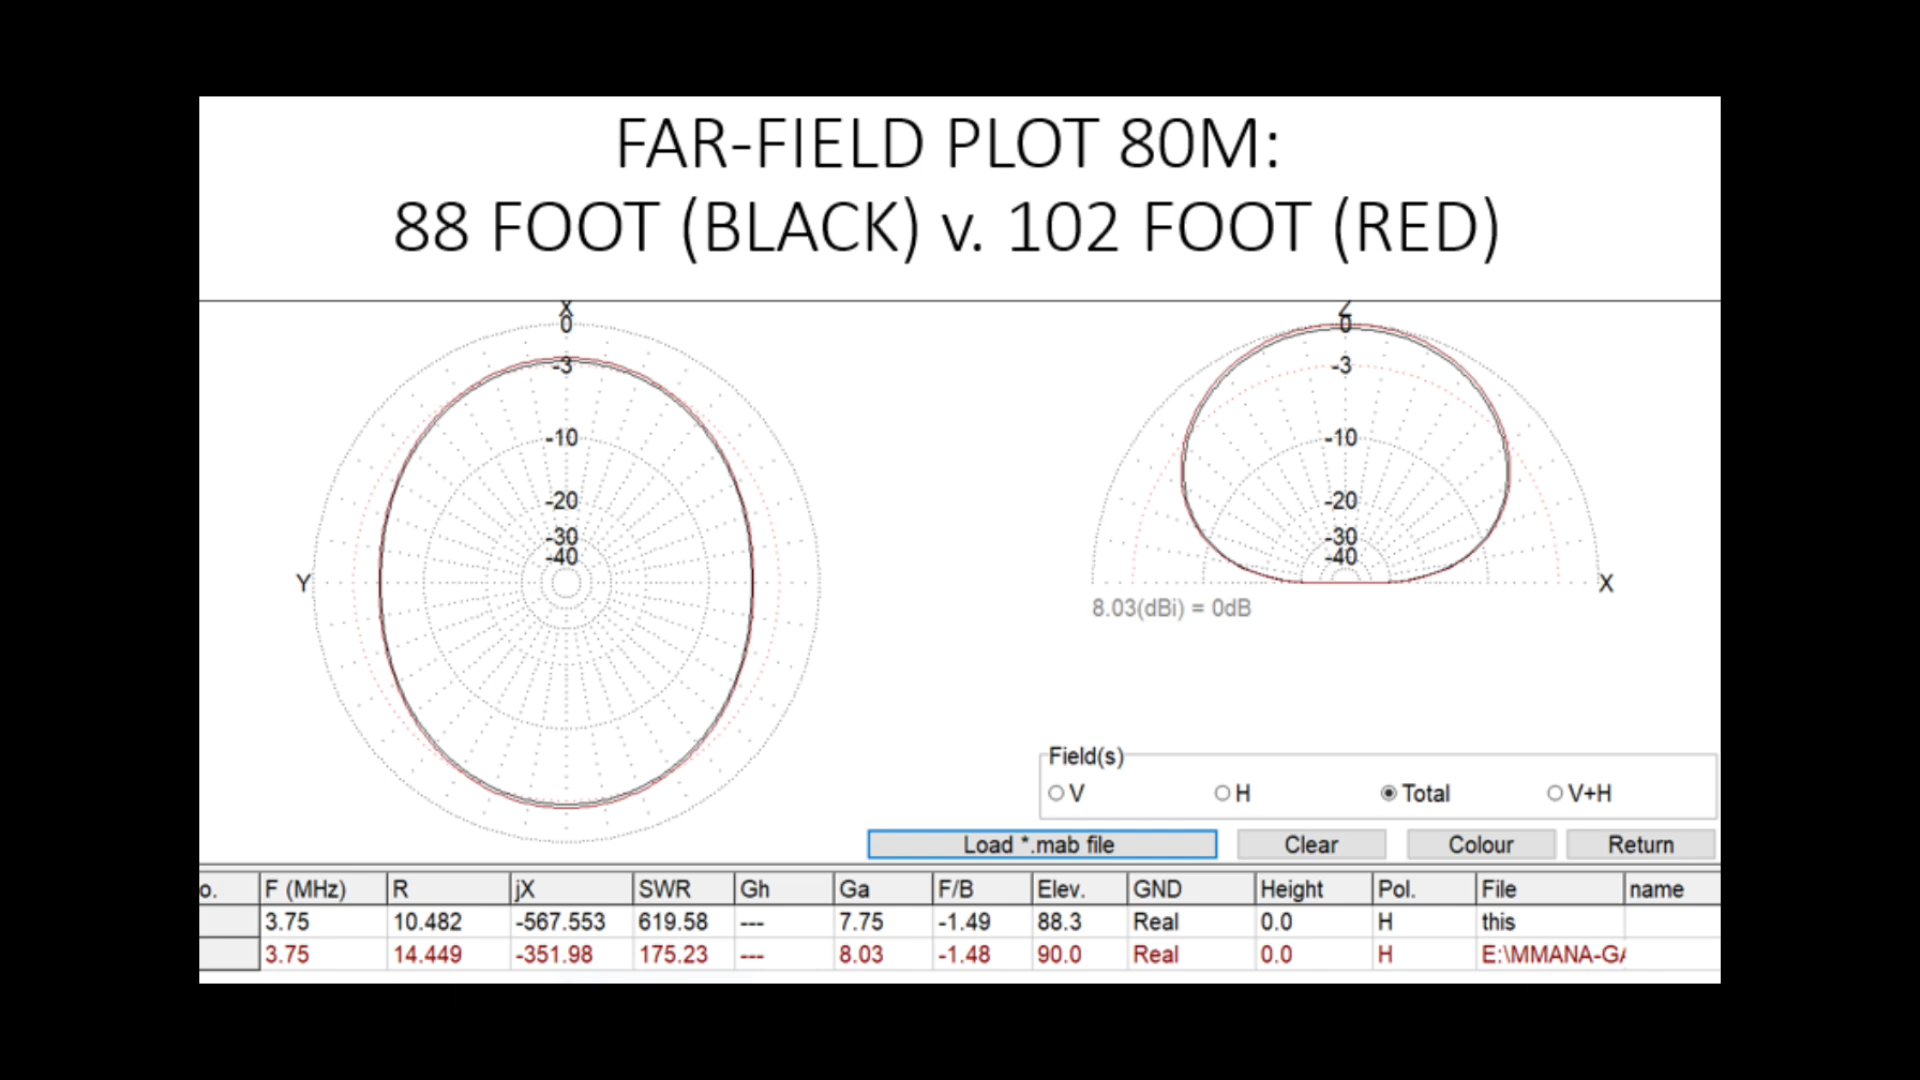 FAR-FIELD PLOT 80M:
88 FOOT (BLACK) v. 102 FOOT (RED)
X
0
-3
-10
-20
-30
-40
Y
Z
0
-3
-10
-20
-30
-40
X
8.03(dBi) = 0dB
Field(s)
V H Total V+H
Load *.mab file Clear Colour Return
o. F (MHz) R jX SWR Gh Ga F/B Elev. GND Height Pol. File name
3.75 10.482 -567.553 619.58 --- 7.75 -1.49 88.3 Real 0.0 H this
3.75 14.449 -351.98 175.23 --- 8.03 -1.48 90.0 Real 0.0 H E:\MMANA-GA